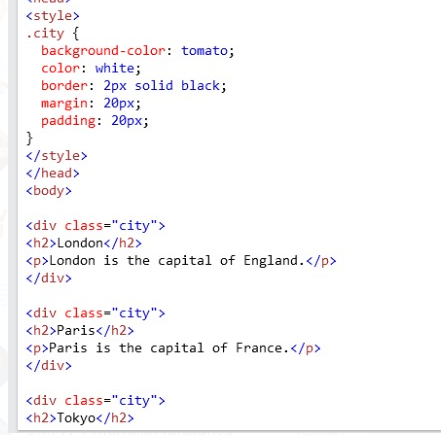 <head>
<style>
.city {
  background-color: tomato;
  color: white;
  border: 2px solid black;
  margin: 20px;
  padding: 20px;
}
</style>
</head>
<body>

<div class="city">
<h2>London</h2>
<p>London is the capital of England.</p>
</div>

<div class="city">
<h2>Paris</h2>
<p>Paris is the capital of France.</p>
</div>

<div class="city">
<h2>Tokyo</h2>